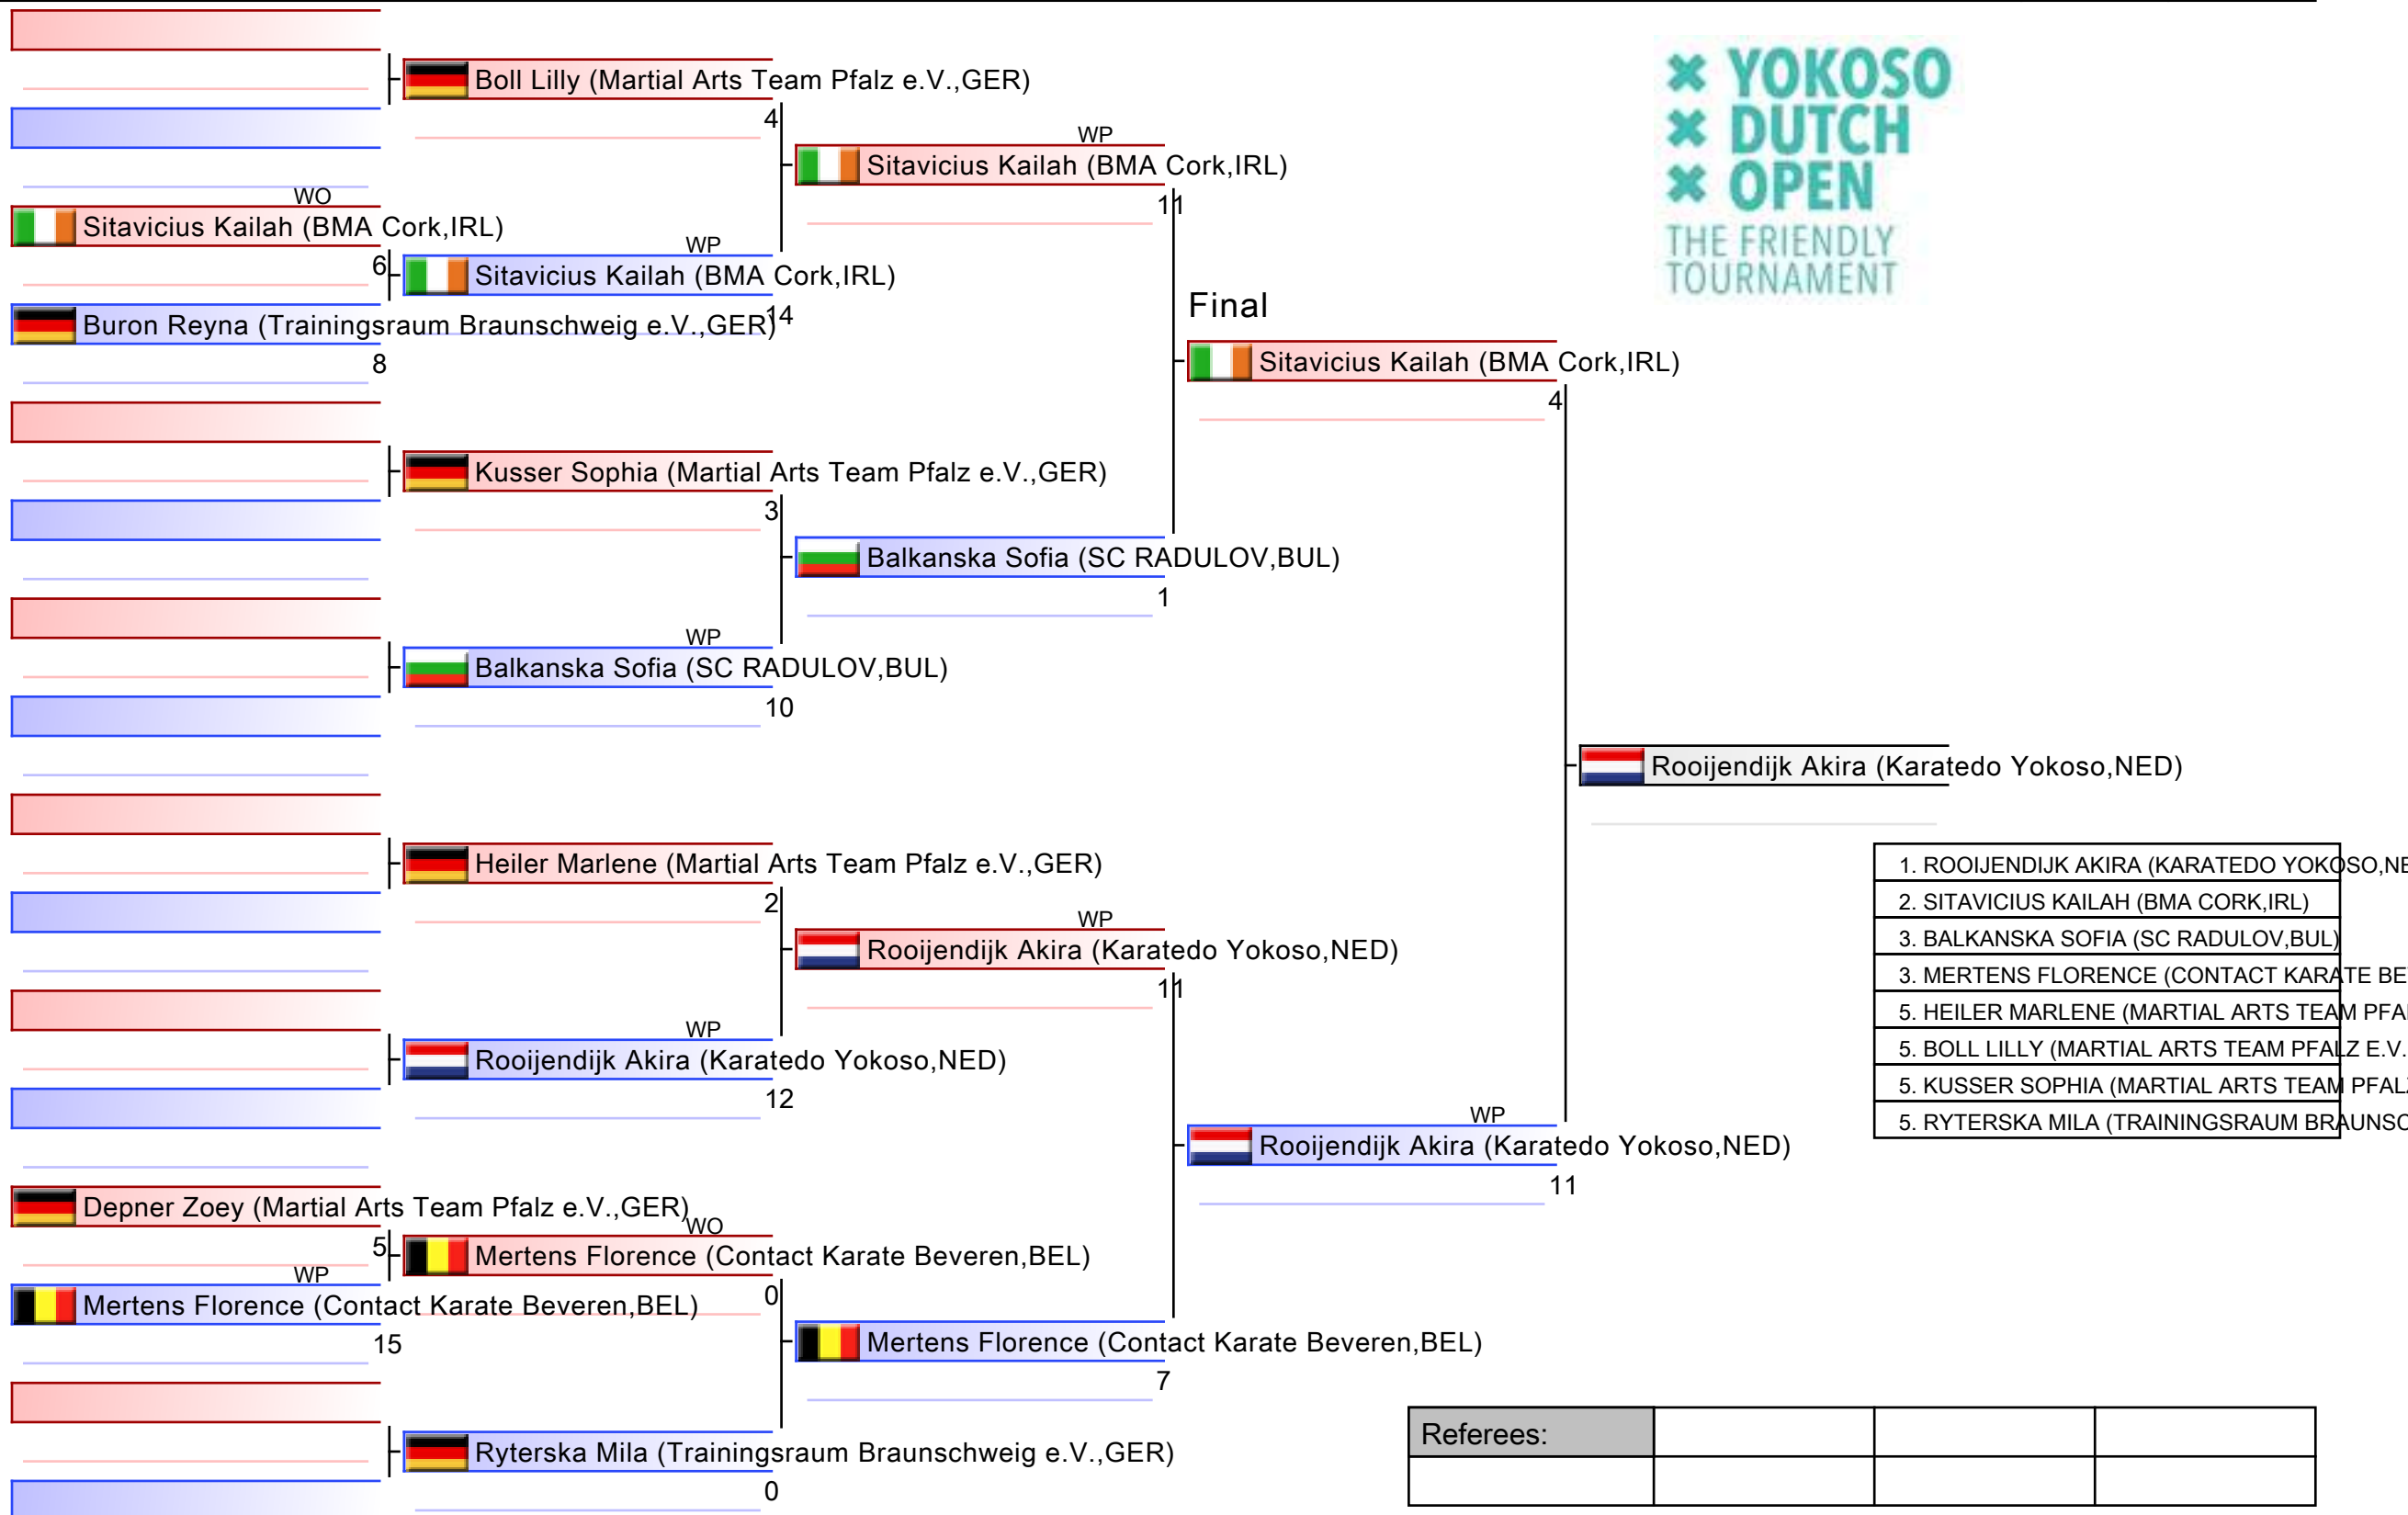 YOKOSO
DUTCH
OPEN
THE FRIENDLY
TOURNAMENT
Boll Lilly (Martial Arts Team Pfalz e.V.,GER)
4
WP
Sitavicius Kailah (BMA Cork,IRL)
11
WO
Sitavicius Kailah (BMA Cork,IRL)
6
WP
Sitavicius Kailah (BMA Cork,IRL)
14
Buron Reyna (Trainingsraum Braunschweig e.V.,GER)
8
Final
Sitavicius Kailah (BMA Cork,IRL)
4
Kusser Sophia (Martial Arts Team Pfalz e.V.,GER)
3
Balkanska Sofia (SC RADULOV,BUL)
1
WP
Balkanska Sofia (SC RADULOV,BUL)
10
Rooijendijk Akira (Karatedo Yokoso,NED)
Heiler Marlene (Martial Arts Team Pfalz e.V.,GER)
2
WP
Rooijendijk Akira (Karatedo Yokoso,NED)
11
WP
Rooijendijk Akira (Karatedo Yokoso,NED)
12
WP
Rooijendijk Akira (Karatedo Yokoso,NED)
11
1. ROOIJENDIJK AKIRA (KARATEDO YOKOSO,NE
2. SITAVICIUS KAILAH (BMA CORK,IRL)
3. BALKANSKA SOFIA (SC RADULOV,BUL)
3. MERTENS FLORENCE (CONTACT KARATE BE
5. HEILER MARLENE (MARTIAL ARTS TEAM PFA
5. BOLL LILLY (MARTIAL ARTS TEAM PFALZ E.V.
5. KUSSER SOPHIA (MARTIAL ARTS TEAM PFAL
5. RYTERSKA MILA (TRAININGSRAUM BRAUNSC
Depner Zoey (Martial Arts Team Pfalz e.V.,GER)
5
WO
Mertens Florence (Contact Karate Beveren,BEL)
0
WP
Mertens Florence (Contact Karate Beveren,BEL)
15
Mertens Florence (Contact Karate Beveren,BEL)
7
Ryterska Mila (Trainingsraum Braunschweig e.V.,GER)
0
Referees: